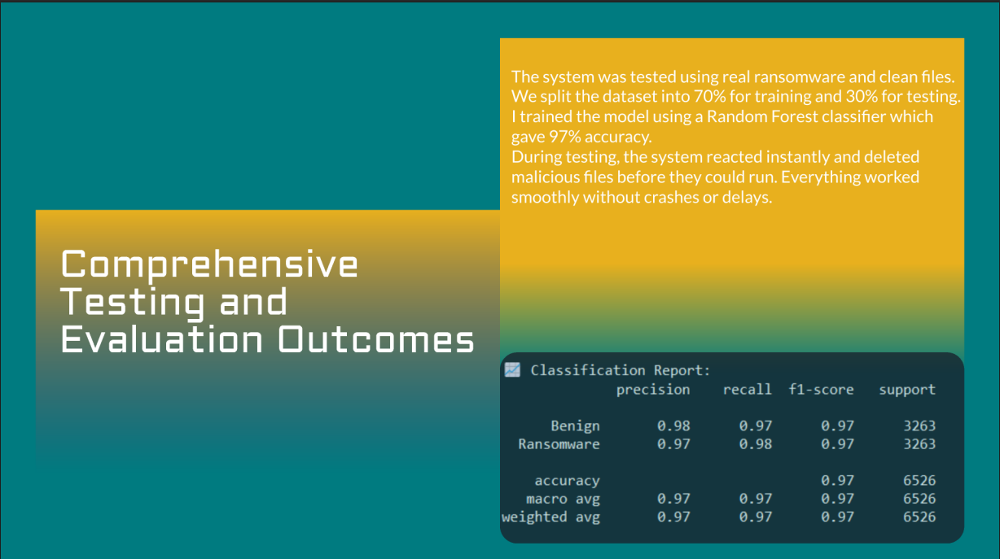 Comprehensive
Testing and
Evaluation Outcomes
The system was tested using real ransomware and clean files.
We split the dataset into 70% for training and 30% for testing.
I trained the model using a Random Forest classifier which
gave 97% accuracy.
During testing, the system reacted instantly and deleted
malicious files before they could run. Everything worked
smoothly without crashes or delays.
Classification Report:
precision recall f1-score support
Benign 0.98 0.97 0.97 3263
Ransomware 0.97 0.98 0.97 3263
accuracy 0.97 6526
macro avg 0.97 0.97 0.97 6526
weighted avg 0.97 0.97 0.97 6526